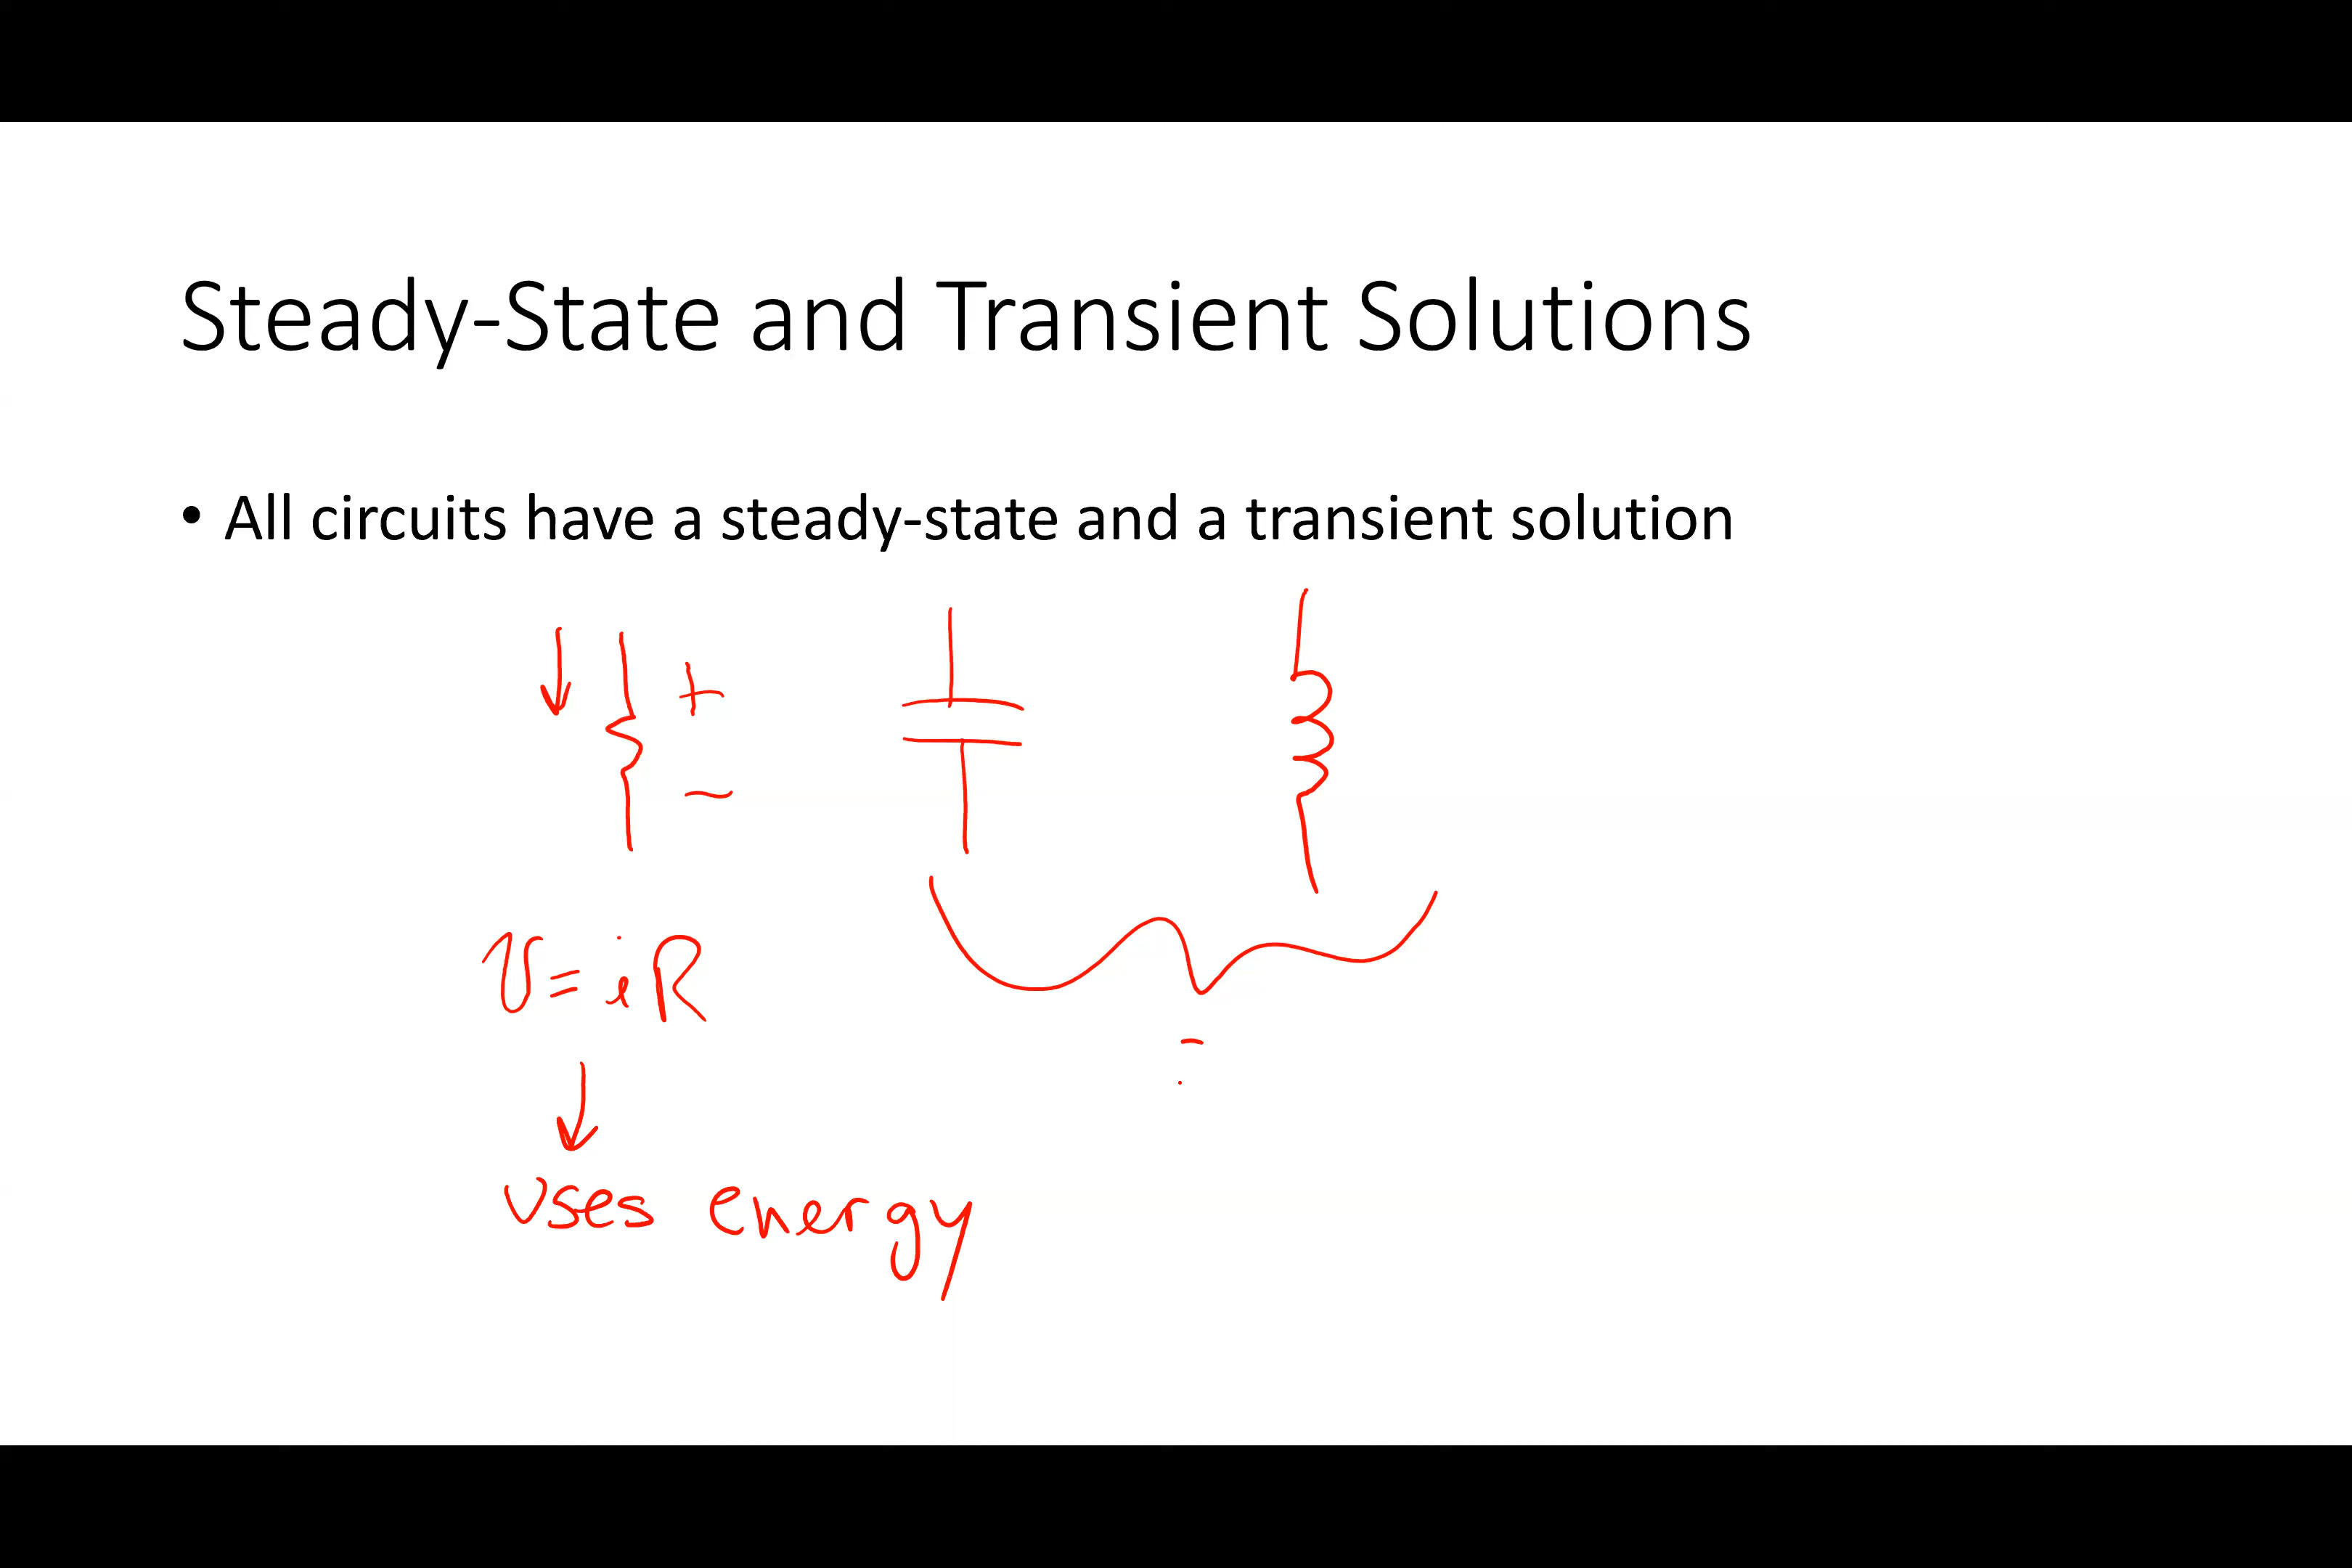 Steady-State and Transient Solutions
• All circuits have a steady-state and a transient solution
+
−
v = iR
uses energy